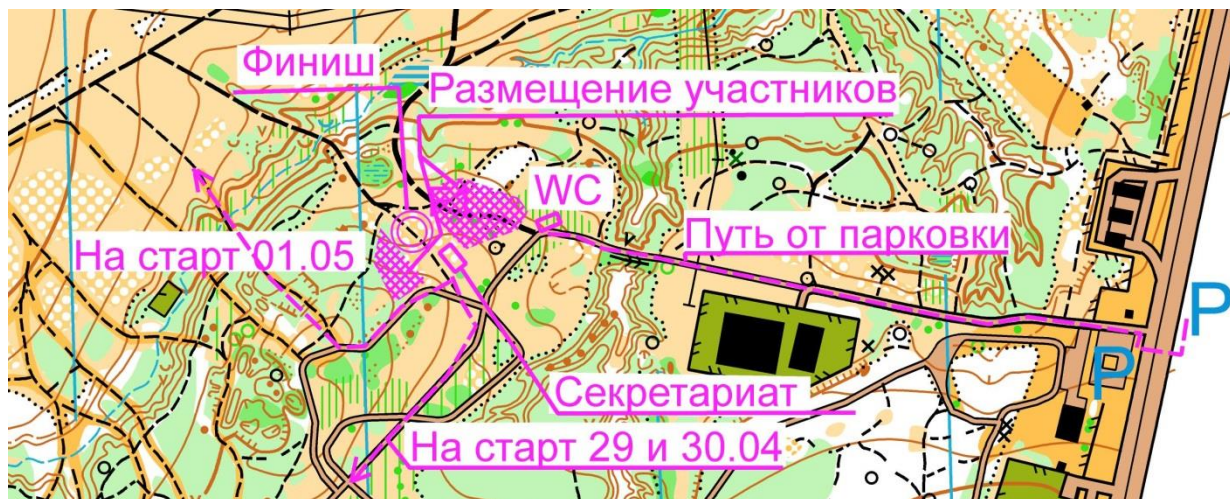 Финиш
Размещение участников
WC
Путь от парковки
На старт 01.05
P
P
Секретариат
На старт 29 и 30.04